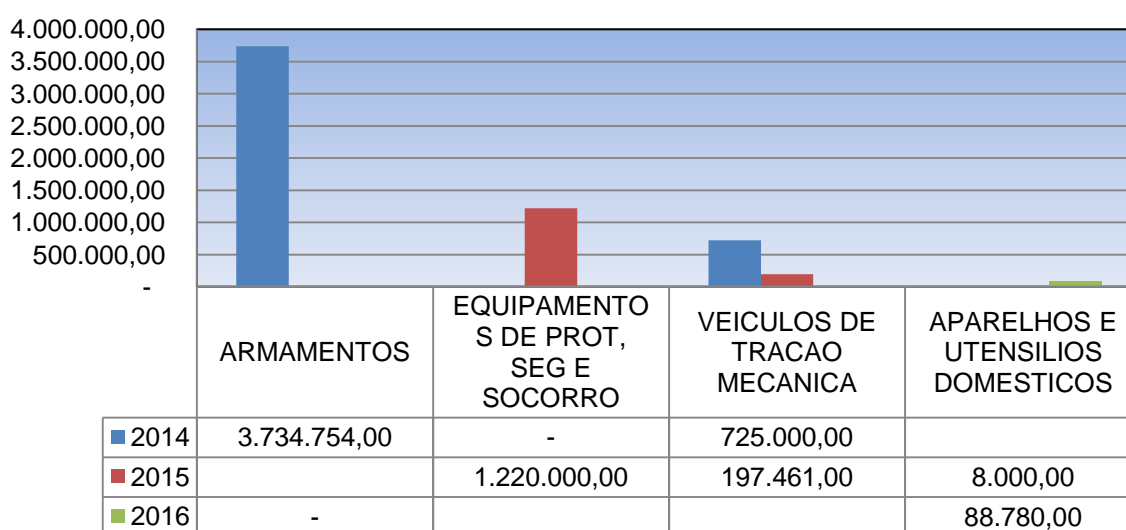 4.000.000,00
3.500.000,00
3.000.000,00
2.500.000,00
2.000.000,00
1.500.000,00
1.000.000,00
500.000,00
-
ARMAMENTOS
EQUIPAMENTO
S DE PROT,
SEG E
SOCORRO
VEICULOS DE
TRACAO
MECANICA
APARELHOS E
UTENSILIOS
DOMESTICOS
2014 3.734.754,00 - 725.000,00
2015 1.220.000,00 197.461,00 8.000,00
2016 - 88.780,00